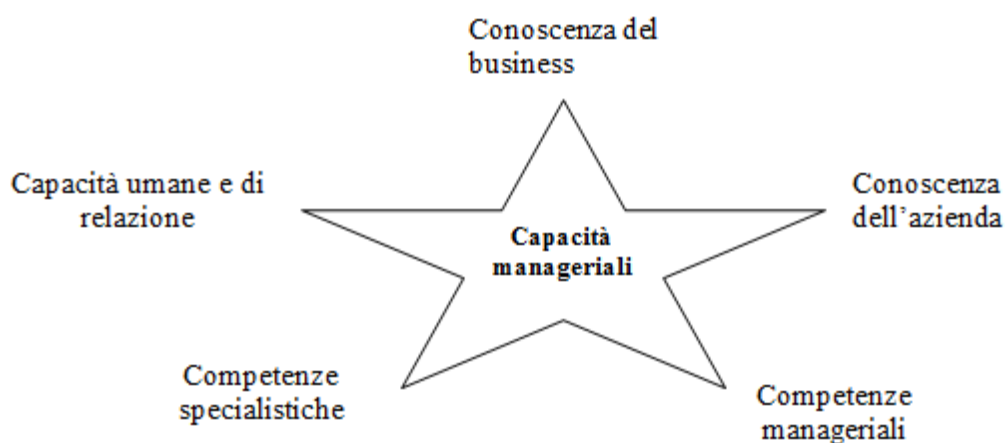 Conoscenza del
business
Capacità umane e di
relazione
Conoscenza
dell’azienda
Capacità
manageriali
Competenze
specialistiche
Competenze
manageriali